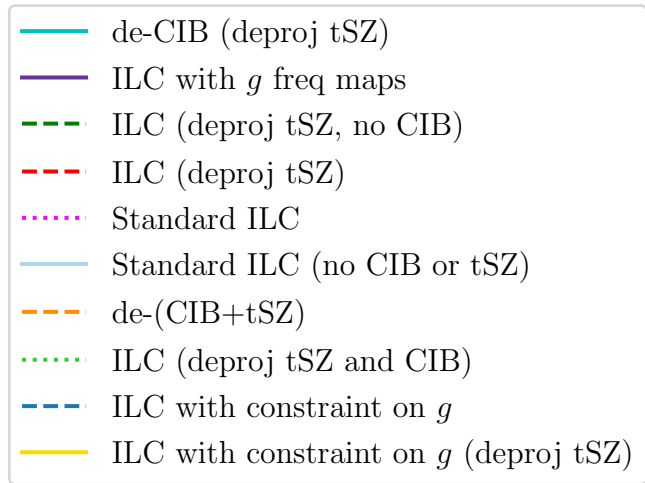 de-CIB (deproj tSZ)
ILC with g freq maps
ILC (deproj tSZ, no CIB)
ILC (deproj tSZ)
Standard ILC
Standard ILC (no CIB or tSZ)
de-(CIB+tSZ)
ILC (deproj tSZ and CIB)
ILC with constraint on g
ILC with constraint on g (deproj tSZ)